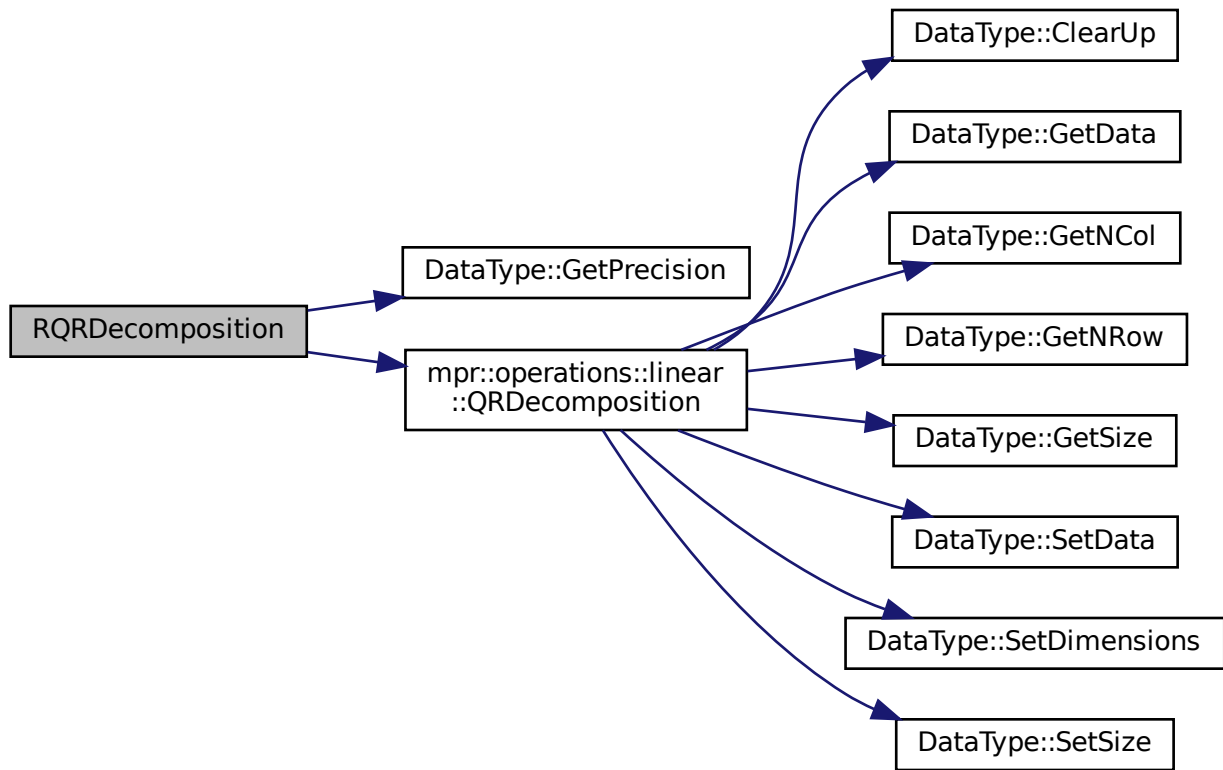 RQRDecomposition
DataType::GetPrecision
mpr::operations::linear
::QRDecomposition
DataType::ClearUp
DataType::GetData
DataType::GetNCol
DataType::GetNRow
DataType::GetSize
DataType::SetData
DataType::SetDimensions
DataType::SetSize